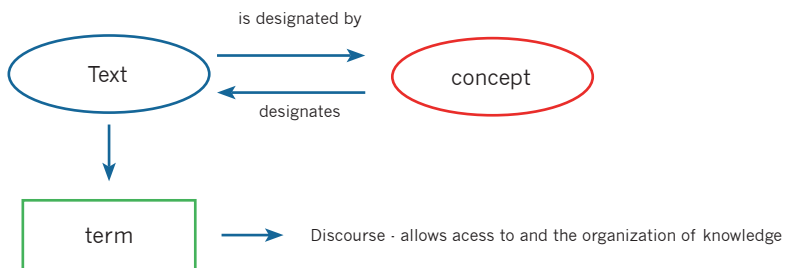 is designated by
Text
concept
designates
term
Discourse - allows acess to and the organization of knowledge